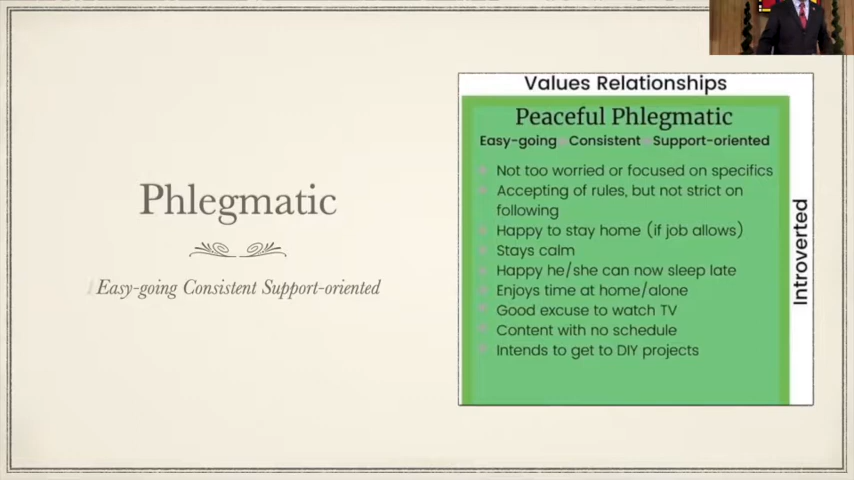 Phlegmatic
Easy-going Consistent Support-oriented
Values Relationships
Peaceful Phlegmatic
Easy-going Consistent Support-oriented
Not too worried or focused on specifics
Accepting of rules, but not strict on
following
Happy to stay home (if job allows)
Stays calm
Happy he/she can now sleep late
Enjoys time at home/alone
Good excuse to watch TV
Content with no schedule
Intends to get to DIY projects
Introverted